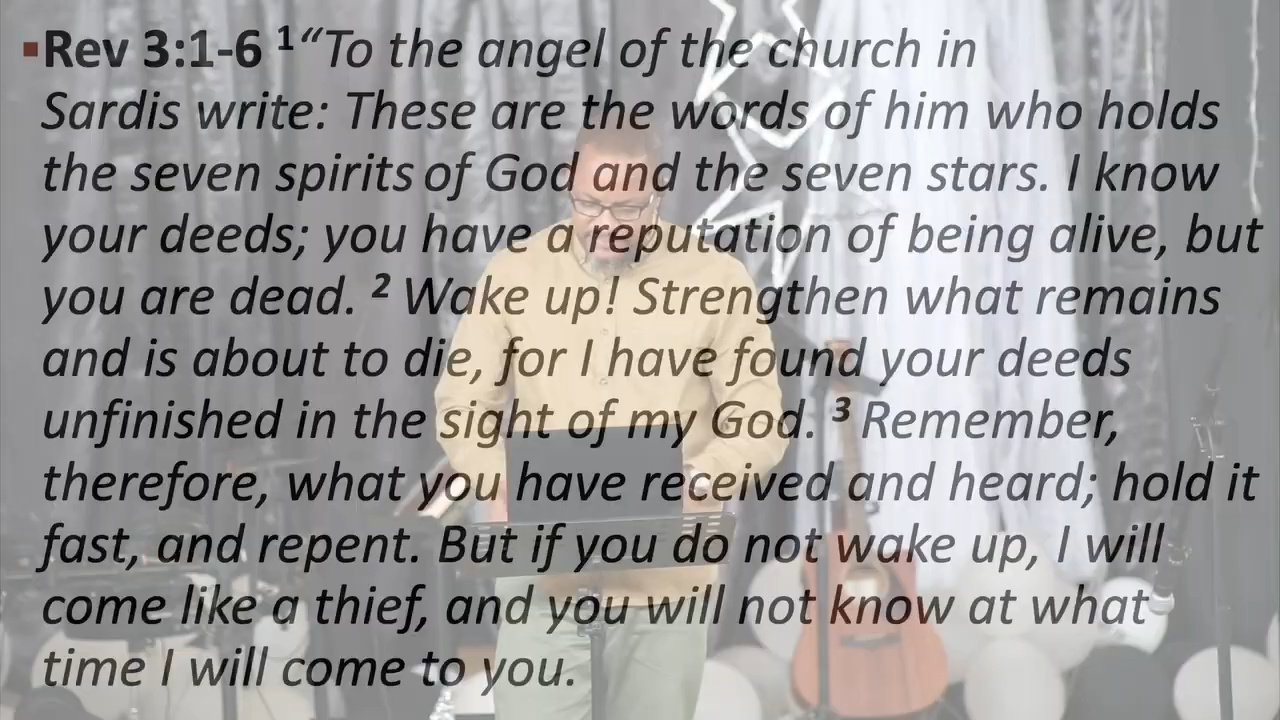 ▪Rev 3:1-6 ¹“To the angel of the church in
Sardis write: These are the words of him who holds
the seven spirits of God and the seven stars. I know
your deeds; you have a reputation of being alive, but
you are dead. ² Wake up! Strengthen what remains
and is about to die, for I have found your deeds
unfinished in the sight of my God. ³ Remember,
therefore, what you have received and heard; hold it
fast, and repent. But if you do not wake up, I will
come like a thief, and you will not know at what
time I will come to you.